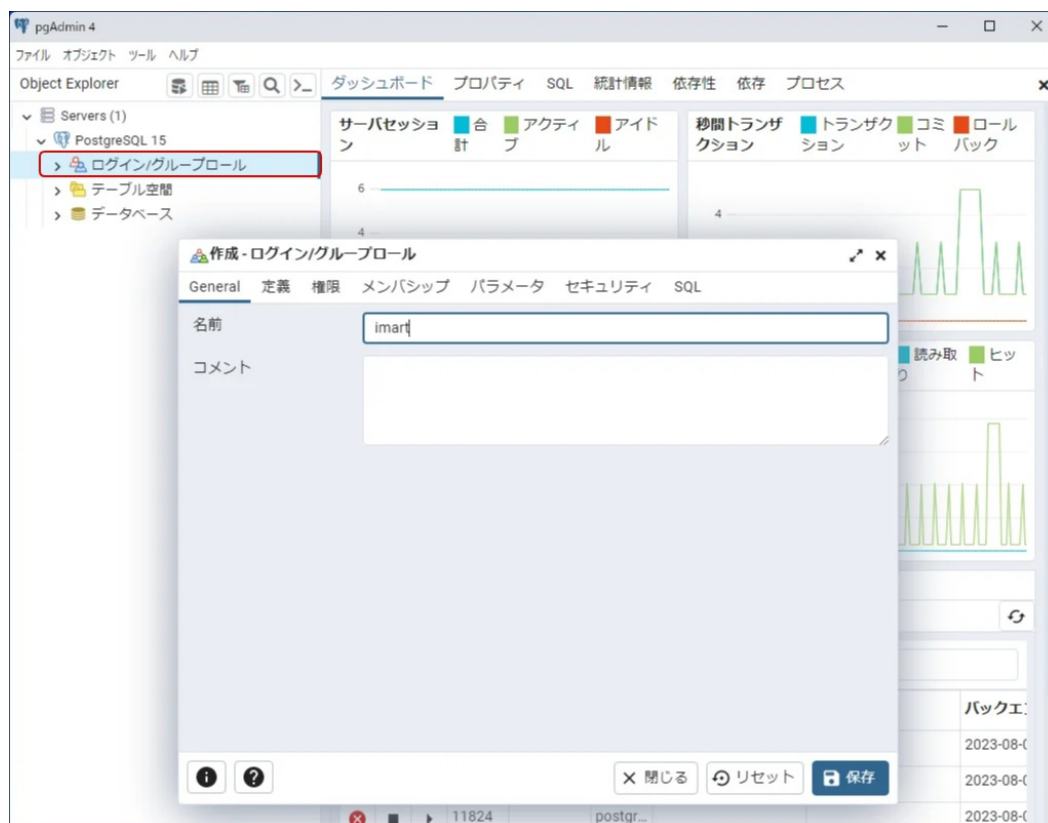 pgAdmin 4
ファイル オブジェクト ツール ヘルプ
Object Explorer
ダッシュボード プロパティ SQL 統計情報 依存性 依存 プロセス
Servers (1)
PostgreSQL 15
ログイン/グループロール
テーブル空間
データベース
サーバセッション 合計 アクティブ アイドル
6
4
秒間トランザクション トランザクション コミット ロールバック
4
作成 - ログイン/グループロール
General 定義 権限 メンバシップ パラメータ セキュリティ SQL
名前 imart
コメント
読み取り ヒット
バックエ
2023-08-0
2023-08-0
閉じる リセット 保存
11824 postgr... 2023-08-0